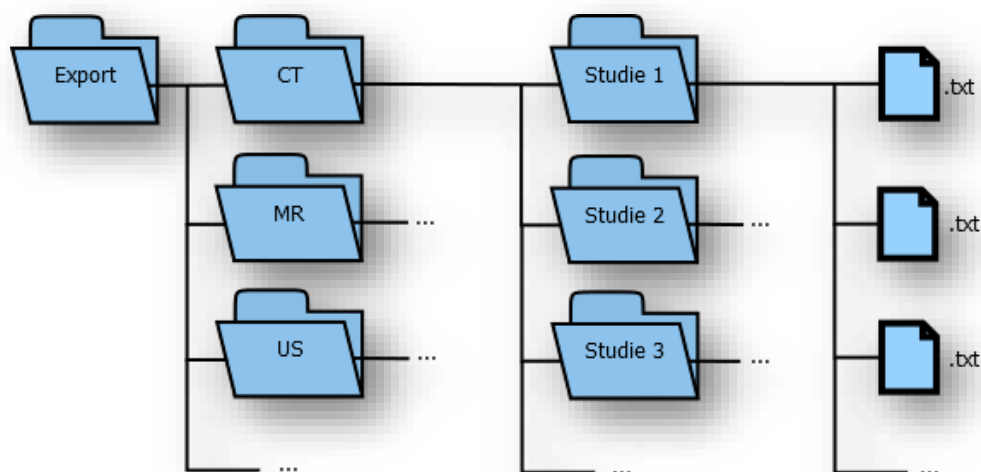 Export
CT
Studie 1
.txt
MR
...
Studie 2
...
.txt
US
...
Studie 3
...
.txt
...
...
...